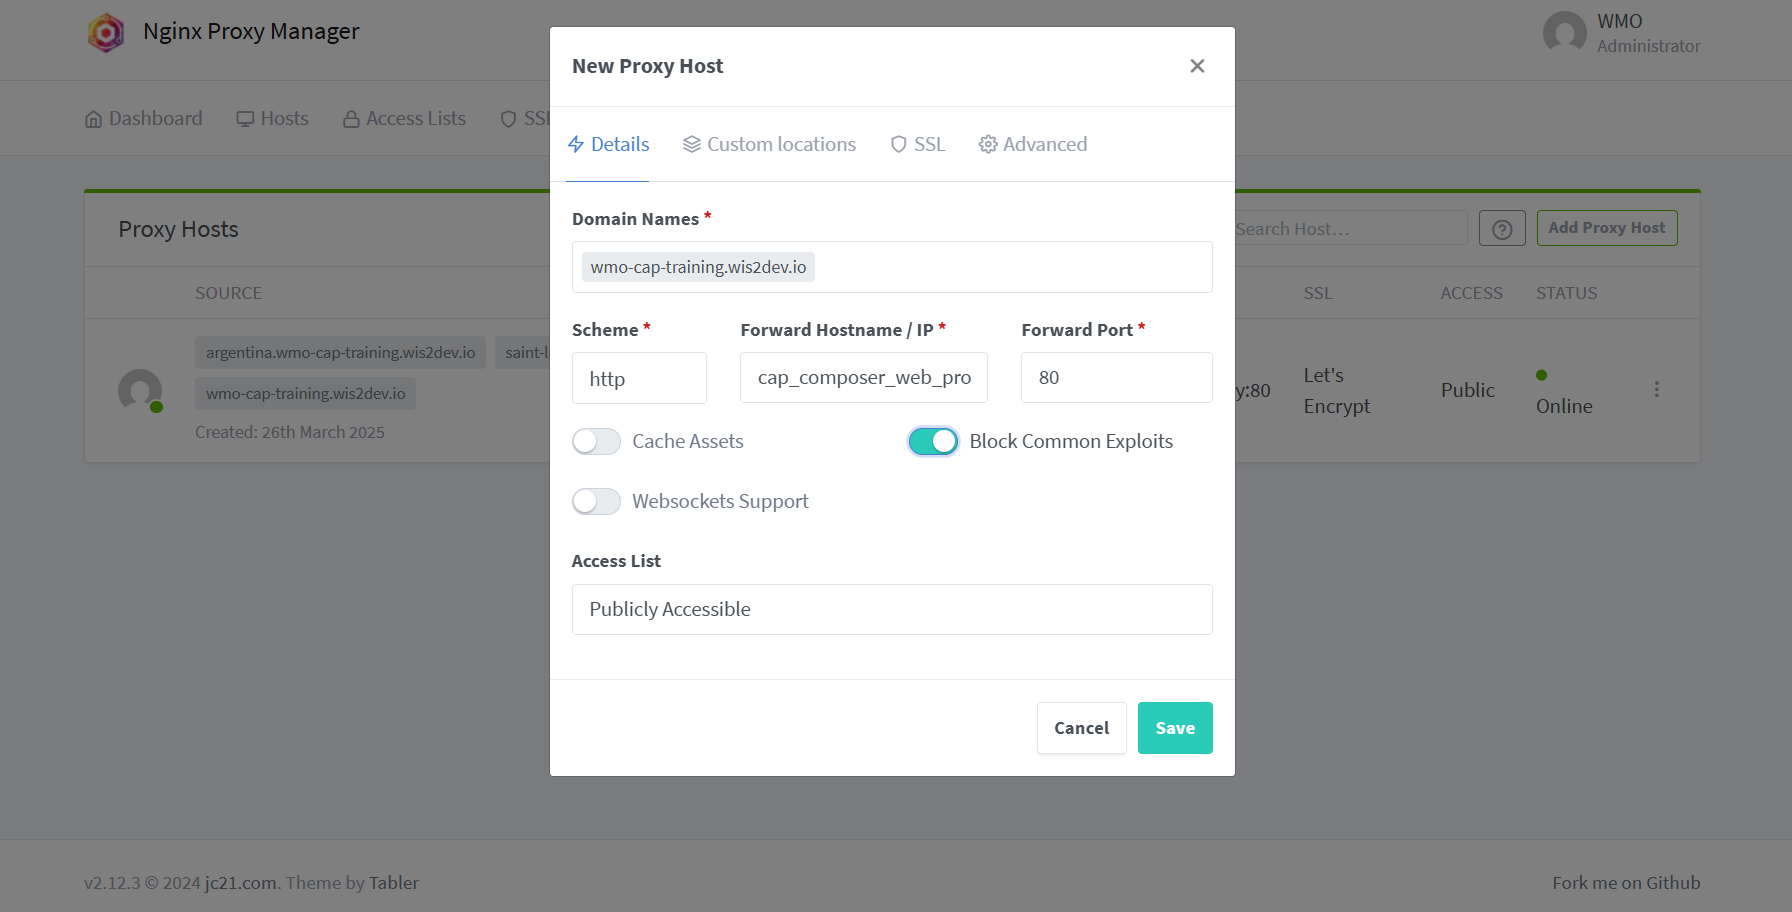 Nginx Proxy Manager
WMO
Administrator
Dashboard
Hosts
Access Lists
SSL
Proxy Hosts
Search Host...
Add Proxy Host
SOURCE
SSL
ACCESS
STATUS
argentina.wmo-cap-training.wis2dev.io
saint-l
wmo-cap-training.wis2dev.io
Created: 26th March 2025
y:80
Let's
Encrypt
Public
Online
New Proxy Host
Details
Custom locations
SSL
Advanced
Domain Names *
wmo-cap-training.wis2dev.io
Scheme *
Forward Hostname / IP *
Forward Port *
http
cap_composer_web_pro
80
Cache Assets
Block Common Exploits
Websockets Support
Access List
Publicly Accessible
Cancel
Save
v2.12.3 © 2024 jc21.com. Theme by Tabler
Fork me on Github